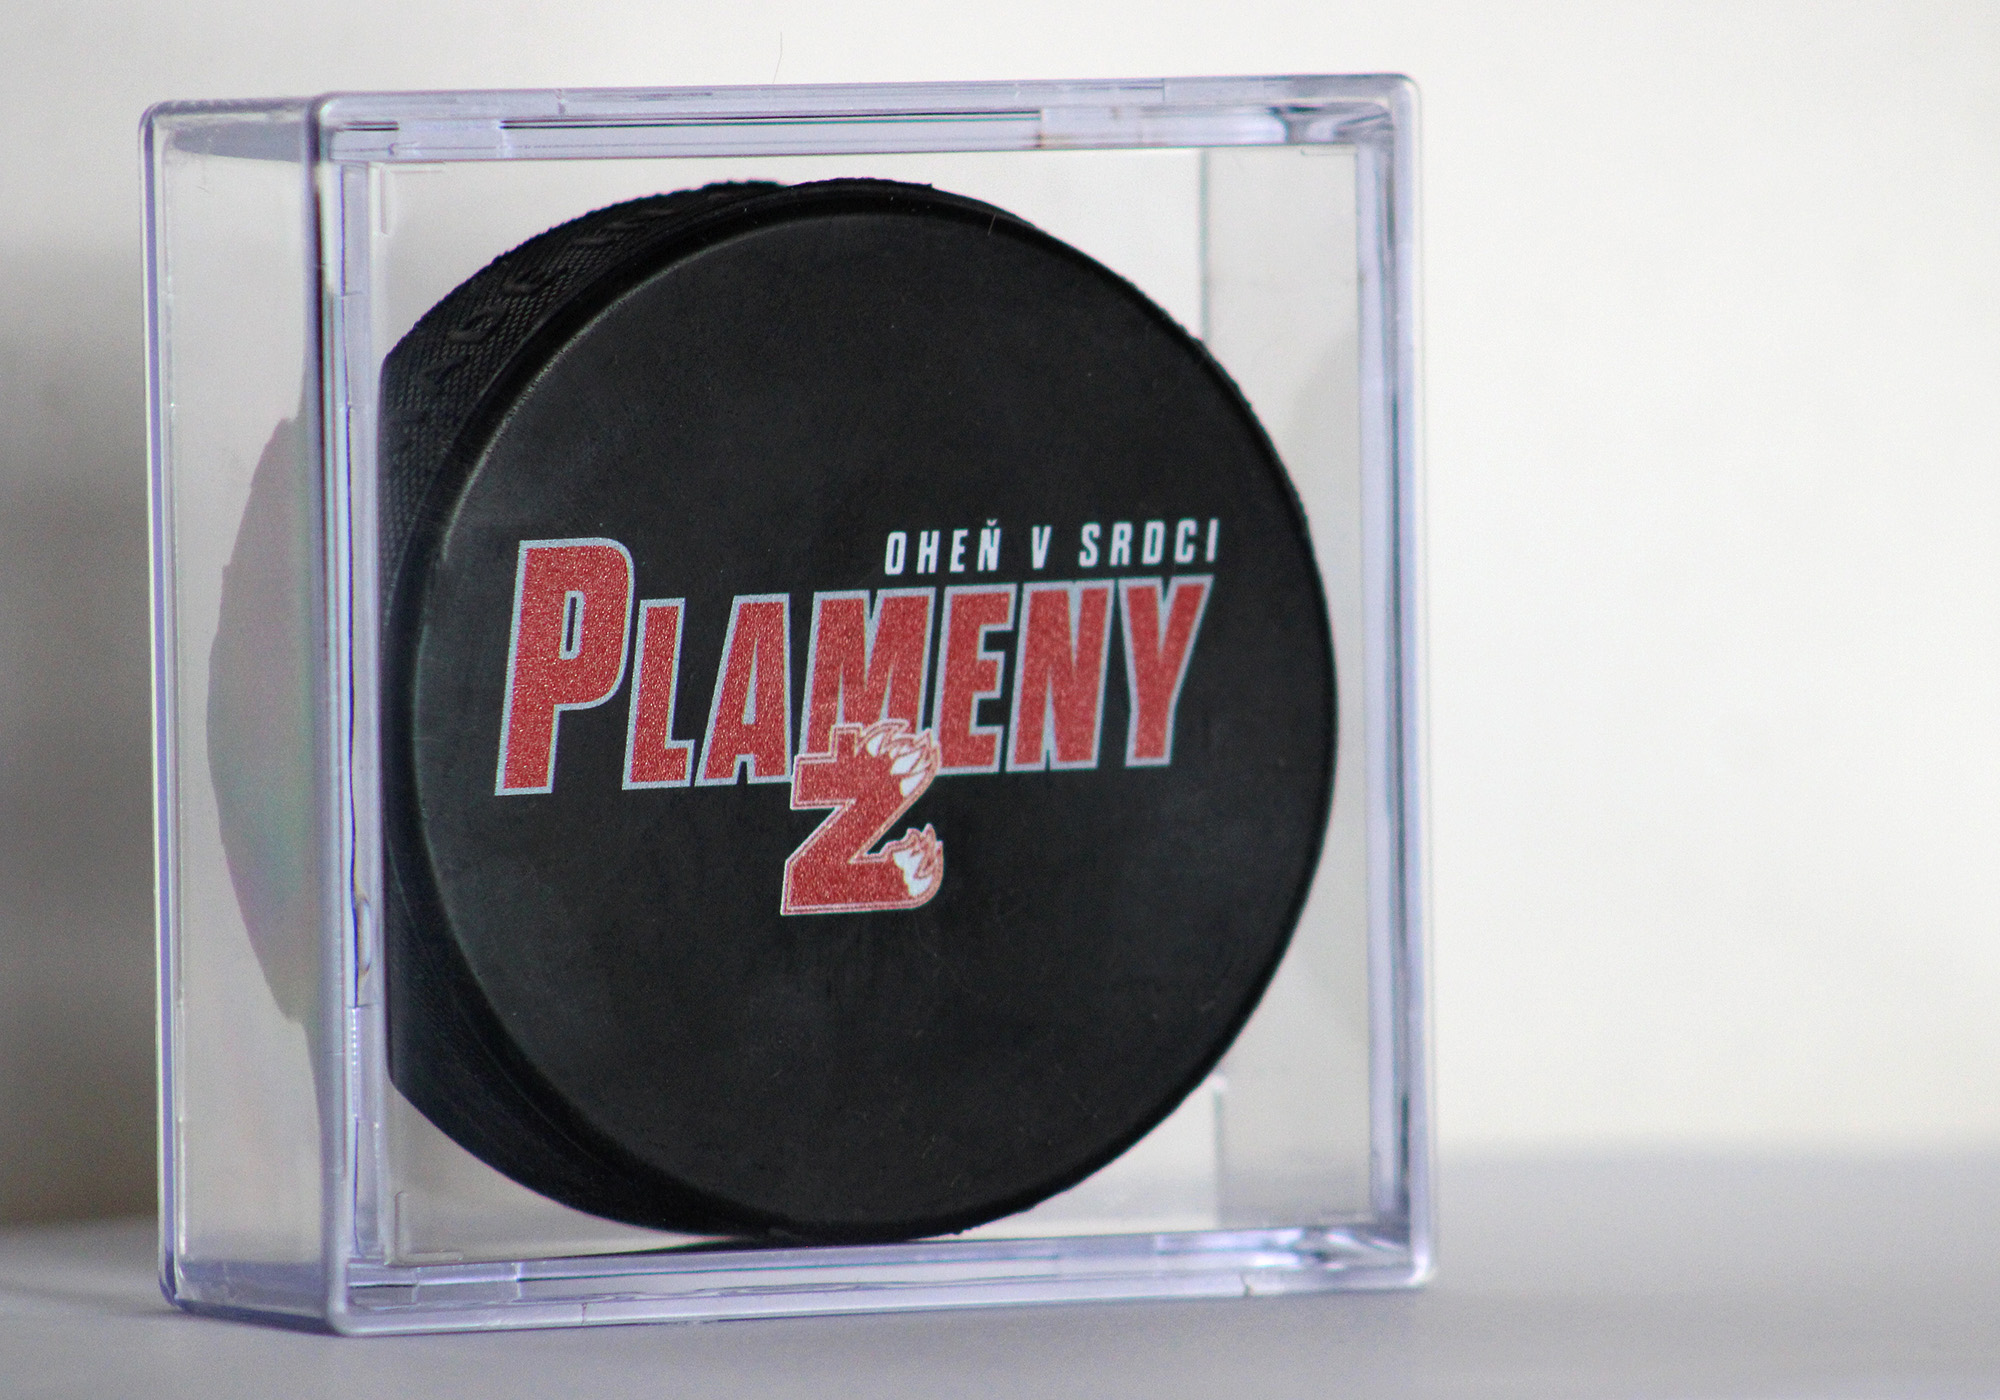 OHEŇ V SRDCI
PLAMENY
Z